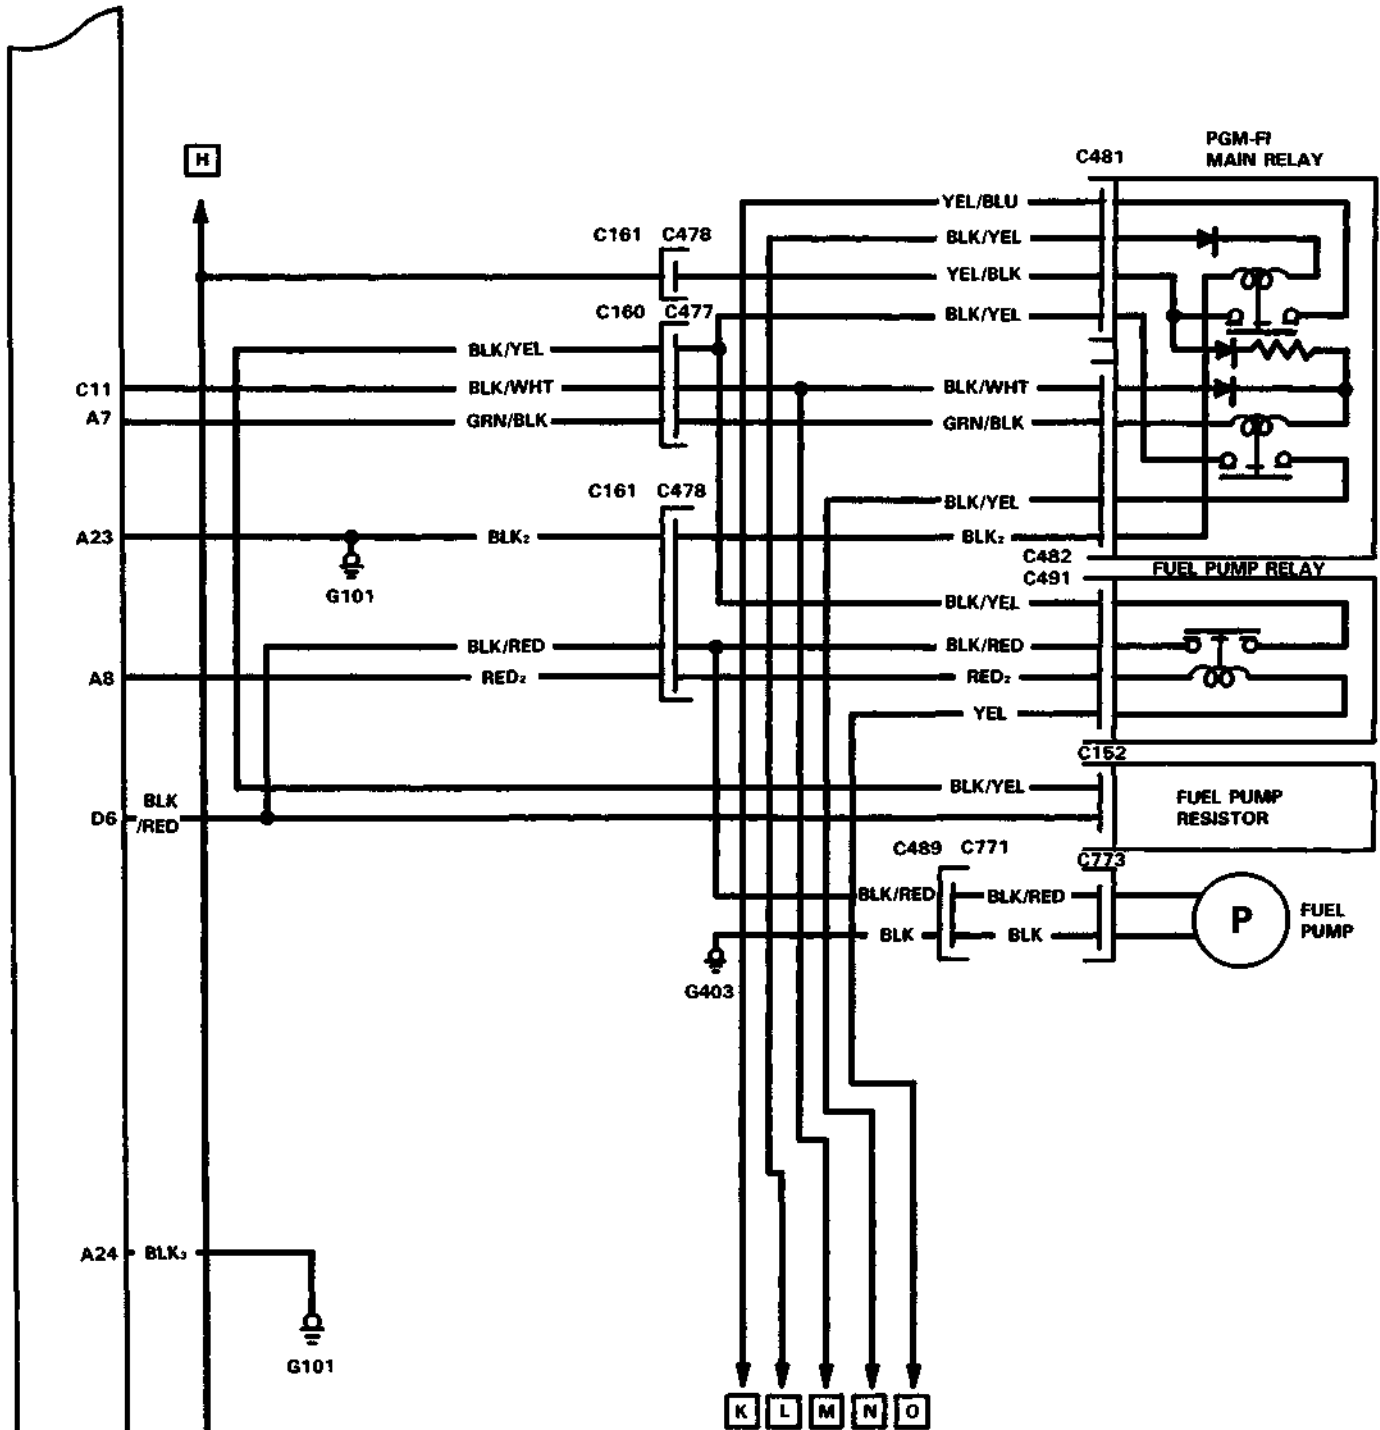 PGM-FI
MAIN RELAY
C481
H
YEL/BLU
C161 C478
BLK/YEL
YEL/BLK
C160 C477
BLK/YEL
BLK/YEL
C11 BLK/WHT BLK/WHT
A7 GRN/BLK GRN/BLK
C161 C478
BLK/YEL
A23 BLK₂ BLK₂
C482
G101
FUEL PUMP RELAY
C491
BLK/YEL
BLK/RED BLK/RED
A8 RED₂ RED₂
YEL
C152
BLK/YEL
D6 BLK
/RED
FUEL PUMP
RESISTOR
C489 C771
C773
BLK/RED BLK/RED
BLK BLK
P
FUEL
PUMP
G403
A24 BLK₃
G101
K L M N O